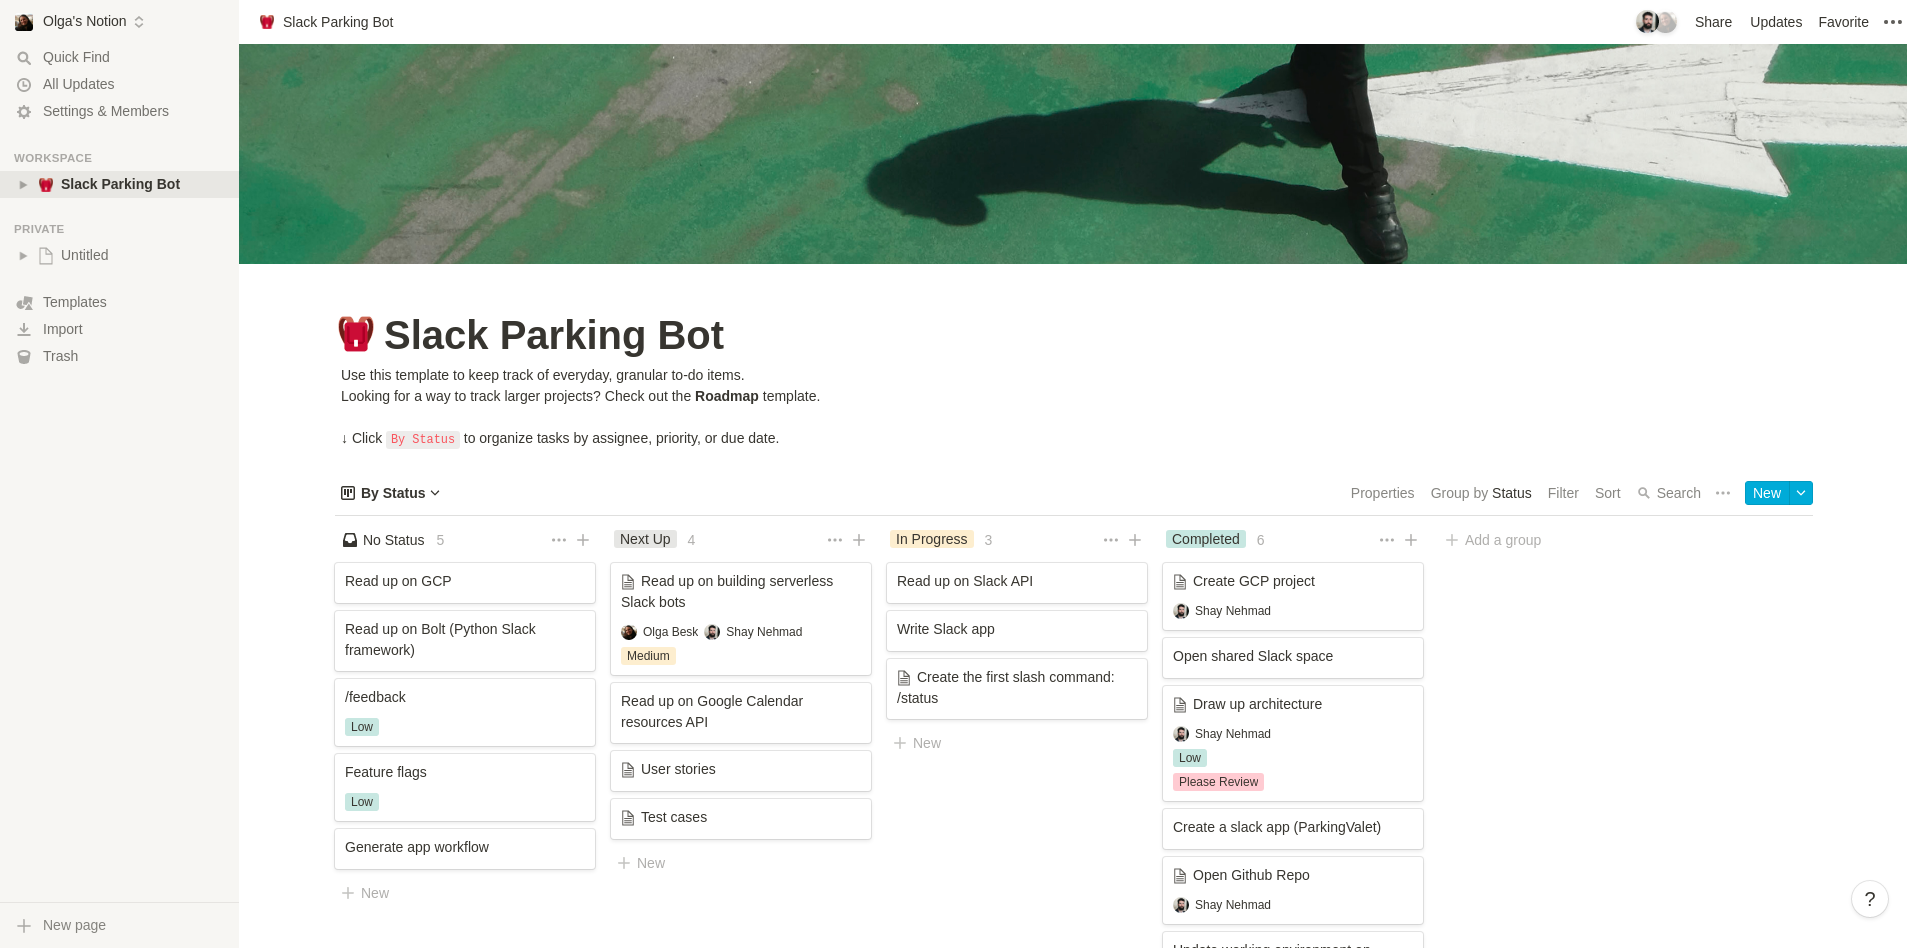 Olga's Notion
Quick Find
All Updates
Settings & Members
WORKSPACE
Slack Parking Bot
PRIVATE
Untitled
Templates
Import
Trash
New page
Slack Parking Bot
Share Updates Favorite
Slack Parking Bot
Use this template to keep track of everyday, granular to-do items.
Looking for a way to track larger projects? Check out the Roadmap template.
↓ Click By Status to organize tasks by assignee, priority, or due date.
By Status
Properties Group by Status Filter Sort Search New
No Status 5
Read up on GCP
Read up on Bolt (Python Slack
framework)
/feedback
Low
Feature flags
Low
Generate app workflow
New
Next Up 4
Read up on building serverless
Slack bots
Olga Besk Shay Nehmad
Medium
Read up on Google Calendar
resources API
User stories
Test cases
New
In Progress 3
Read up on Slack API
Write Slack app
Create the first slash command:
/status
New
Completed 6
Create GCP project
Shay Nehmad
Open shared Slack space
Draw up architecture
Shay Nehmad
Low
Please Review
Create a slack app (ParkingValet)
Open Github Repo
Shay Nehmad
Update working environment on
Add a group
?